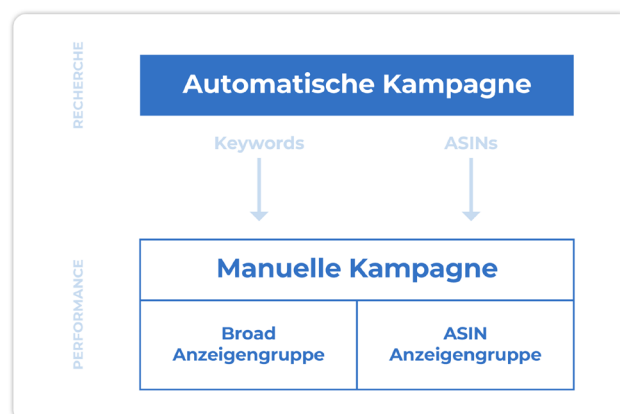 RECHERCHE
Automatische Kampagne
Keywords
ASINs
PERFORMANCE
Manuelle Kampagne
Broad
Anzeigengruppe
ASIN
Anzeigengruppe